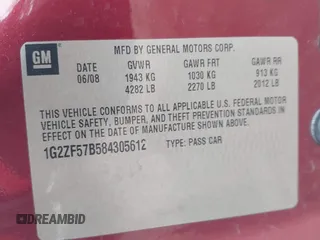 GM
MFD BY GENERAL MOTORS CORP.
DATE GVWR GAWR FRT GAWR RR
06/08 1943 KG 1030 KG 913 KG
4282 LB 2270 LB 2012 LB
THIS VEHICLE CONFORMS TO ALL APPLICABLE U.S. FEDERAL MOTOR
VEHICLE SAFETY, BUMPER, AND THEFT PREVENTION STANDARDS IN
EFFECT ON THE DATE OF MANUFACTURE SHOWN ABOVE.
1G2ZF57B584305612 TYPE: PASS CAR
DREAMBID